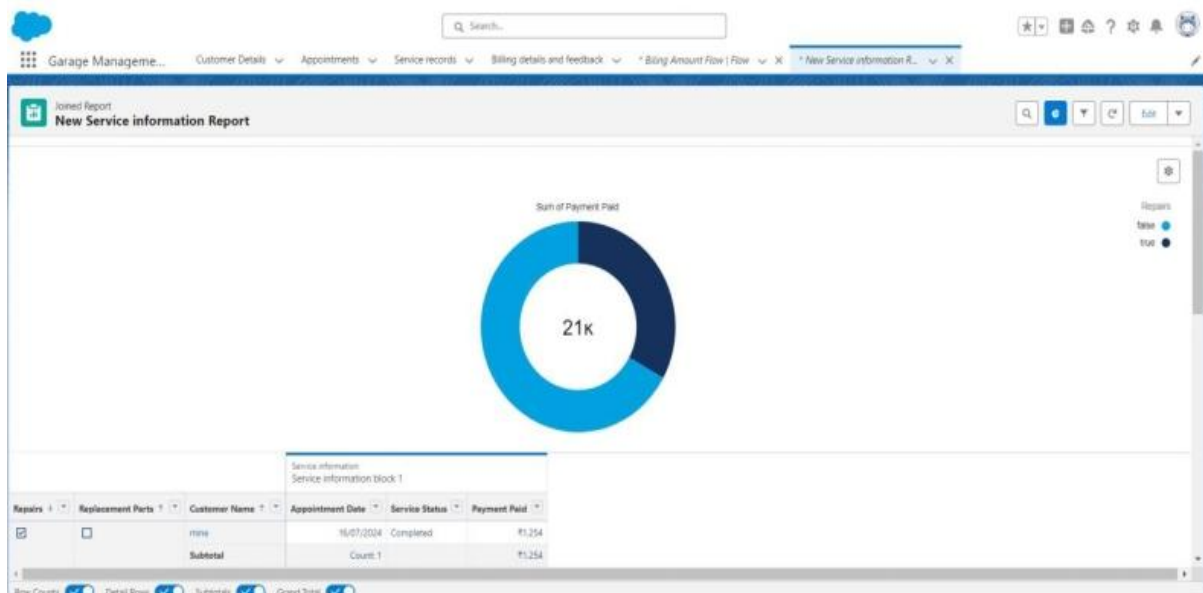 Search...
Garage Manageme... Customer Details Appointments Service records Billing details and feedback * Biling Amount Flow | Flow * New Service information R...
Joined Report
New Service information Report
Edit
Sum of Payment Paid
Repairs
false
true
21K
Service information
Service information block 1
Repairs Replacement Parts Customer Name Appointment Date Service Status Payment Paid
mine 16/07/2024 Completed ₹1,254
Subtotal Count: 1 ₹1,254
Row Counts Detail Rows Subtotals Grand Total